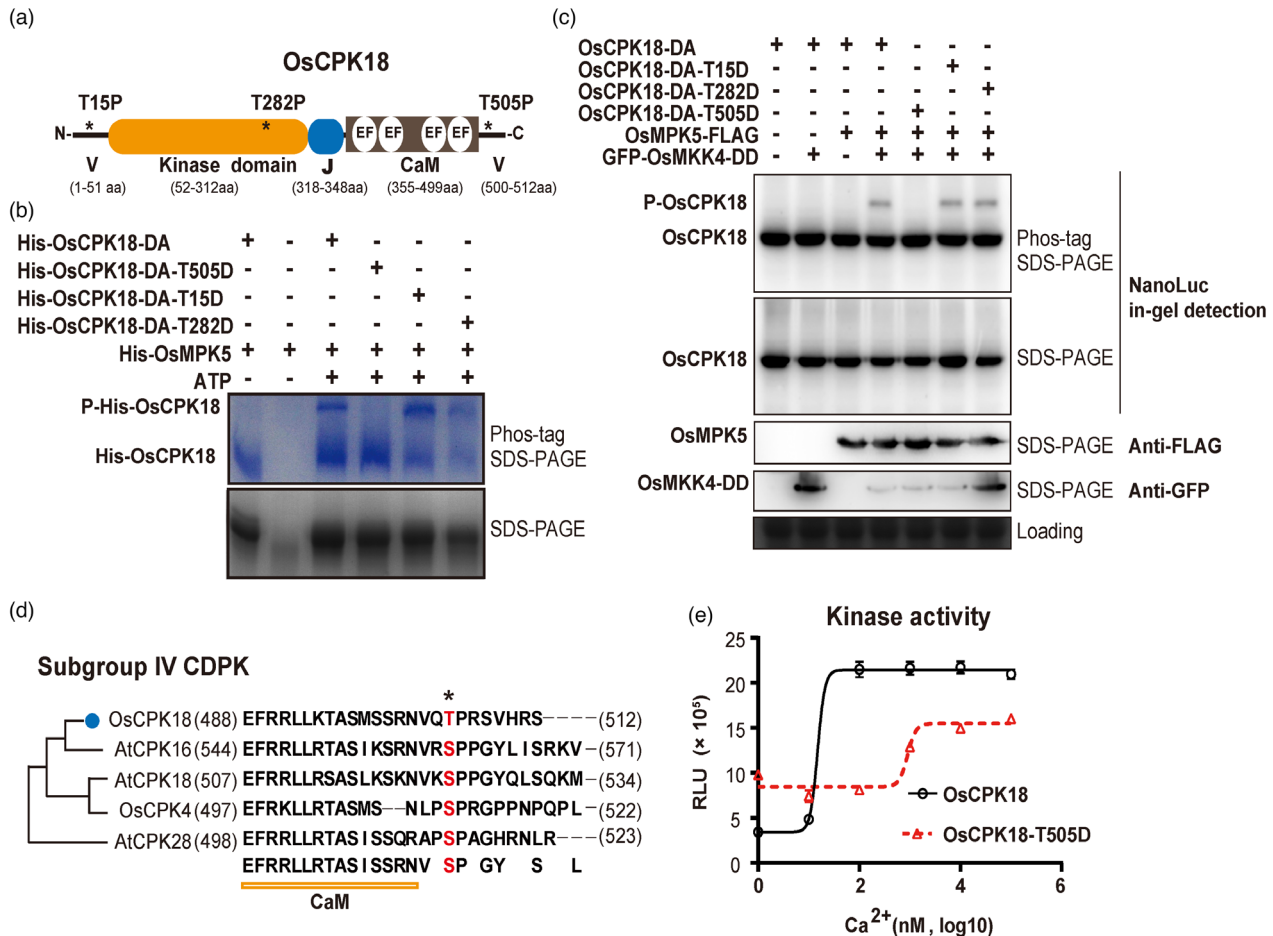 (a)
OsCPK18
T15P T282P T505P
* * *
N- EF EF EF EF -C
V Kinase domain J CaM V
(1-51 aa) (52-312aa) (318-348aa) (355-499aa) (500-512aa)
(b)
His-OsCPK18-DA + - + - - -
His-OsCPK18-DA-T505D - - - + - -
His-OsCPK18-DA-T15D - - - - + -
His-OsCPK18-DA-T282D - - - - - +
His-OsMPK5 + + + + + +
ATP - - + + + +
P-His-OsCPK18
His-OsCPK18
Phos-tag
SDS-PAGE
SDS-PAGE
(c)
OsCPK18-DA + + + + - - -
OsCPK18-DA-T15D - - - - - + -
OsCPK18-DA-T282D - - - - - - +
OsCPK18-DA-T505D - - - - + - -
OsMPK5-FLAG - - + + + + +
GFP-OsMKK4-DD - + - + + + +
P-OsCPK18
OsCPK18
Phos-tag
SDS-PAGE
OsCPK18
SDS-PAGE
NanoLuc
in-gel detection
OsMPK5 SDS-PAGE Anti-FLAG
OsMKK4-DD SDS-PAGE Anti-GFP
Loading
(d)
Subgroup IV CDPK
*
OsCPK18 (488) EFRRLLKTASMSSRNVQTPRSVHRS---- (512)
AtCPK16 (544) EFRRLLRTASIKSRNVRSPPGYLISRKV- (571)
AtCPK18 (507) EFRRLLRSASLKSKNVKSPPGYQLSQKM- (534)
OsCPK4 (497) EFRKLLRTASMS--NLPSPRGPPNPQPL- (522)
AtCPK28 (498) EFRRLLRTASISSQRAPSPAGHRNLR---- (523)
EFRRLLRTASISSRNV SP GY S L
CaM
(e)
Kinase activity
RLU (× 10⁵)
25
20
15
10
5
0
0 2 4 6
OsCPK18
OsCPK18-T505D
Ca²⁺(nM, log10)